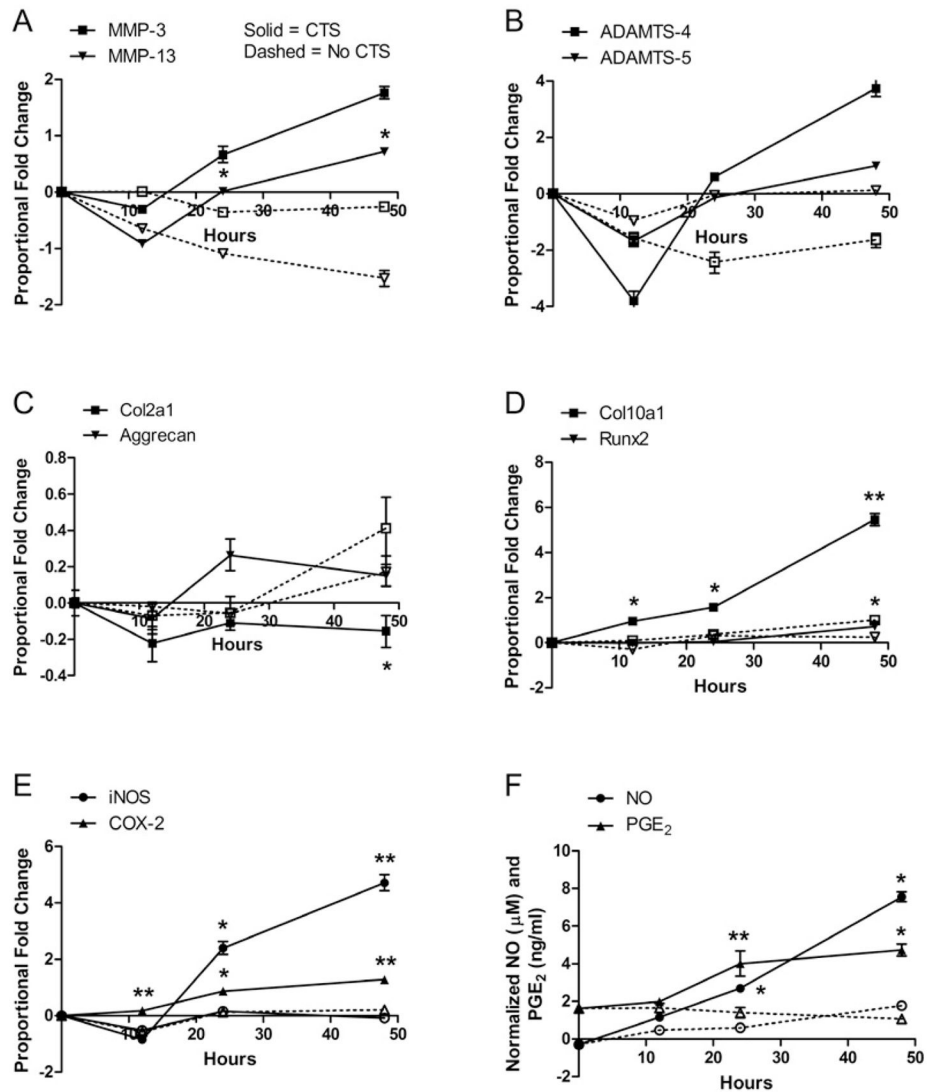 A
MMP-3
MMP-13
Solid = CTS
Dashed = No CTS
Proportional Fold Change
2
1
0
-1
-2
10 20 30 40 50
Hours
*
*
B
ADAMTS-4
ADAMTS-5
Proportional Fold Change
4
2
0
-2
-4
10 20 30 40 50
Hours
C
Col2a1
Aggrecan
Proportional Fold Change
0.8
0.6
0.4
0.2
0.0
-0.2
-0.4
10 20 30 40 50
Hours
*
D
Col10a1
Runx2
Proportional Fold Change
8
6
4
2
0
-2
10 20 30 40 50
Hours
*
*
**
*
E
iNOS
COX-2
Proportional Fold Change
6
4
2
0
-2
10 20 30 40 50
Hours
**
*
*
**
**
F
NO
PGE₂
Normalized NO (μM) and
PGE₂ (ng/ml)
10
8
6
4
2
0
-2
10 20 30 40 50
Hours
**
*
*
*